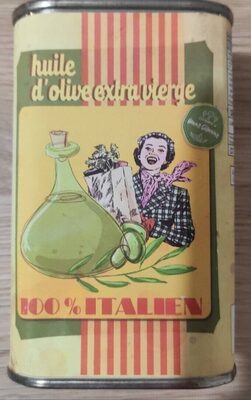 huile
d'olive extra vierge
100% ITALIEN